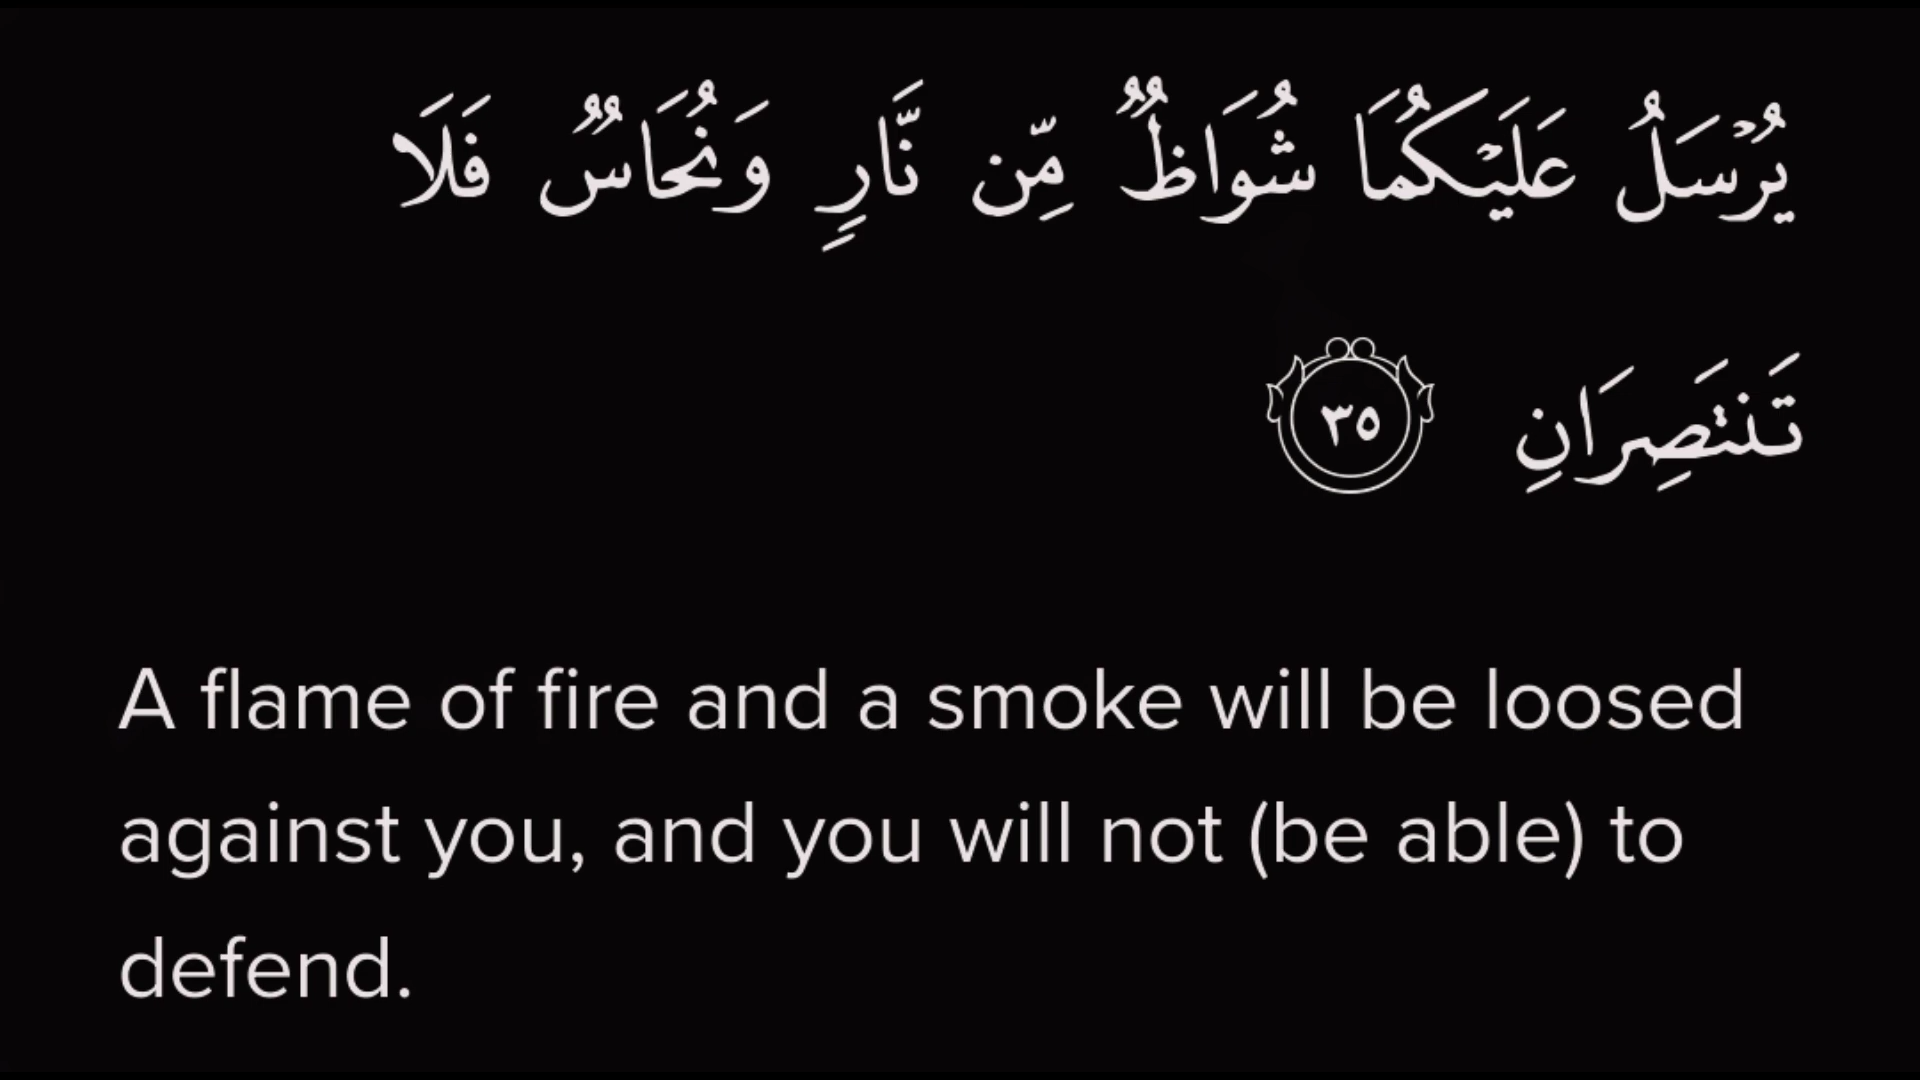 يُرْسَلُ عَلَيْكُمَا شُوَاظٌ مِّن نَّارٍ وَنُحَاسٌ فَلَا
تَنتَصِرَانِ ٣٥
A flame of fire and a smoke will be loosed
against you, and you will not (be able) to
defend.